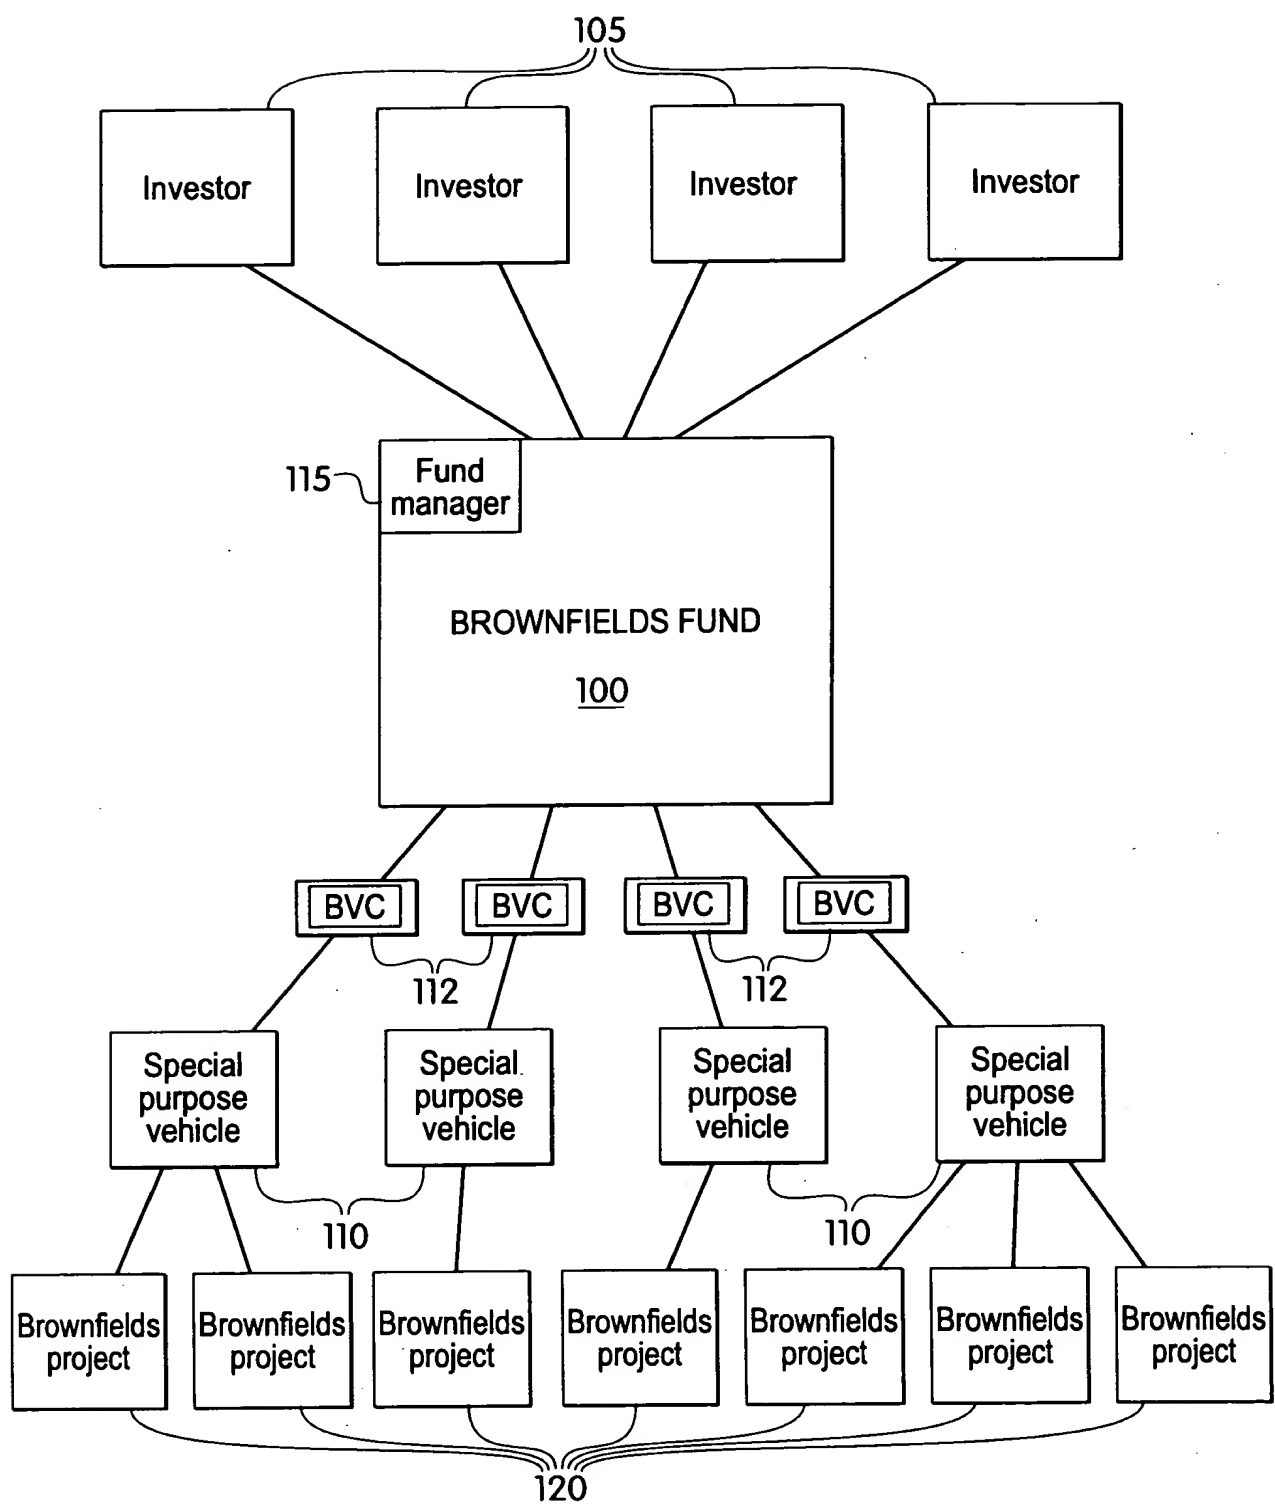 105
Investor
Investor
Investor
Investor
115
Fund
manager
BROWNFIELDS FUND
100
BVC
BVC
BVC
BVC
112
112
Special
purpose
vehicle
Special
purpose
vehicle
Special
purpose
vehicle
Special
purpose
vehicle
110
110
Brownfields
project
Brownfields
project
Brownfields
project
Brownfields
project
Brownfields
project
Brownfields
project
Brownfields
project
120